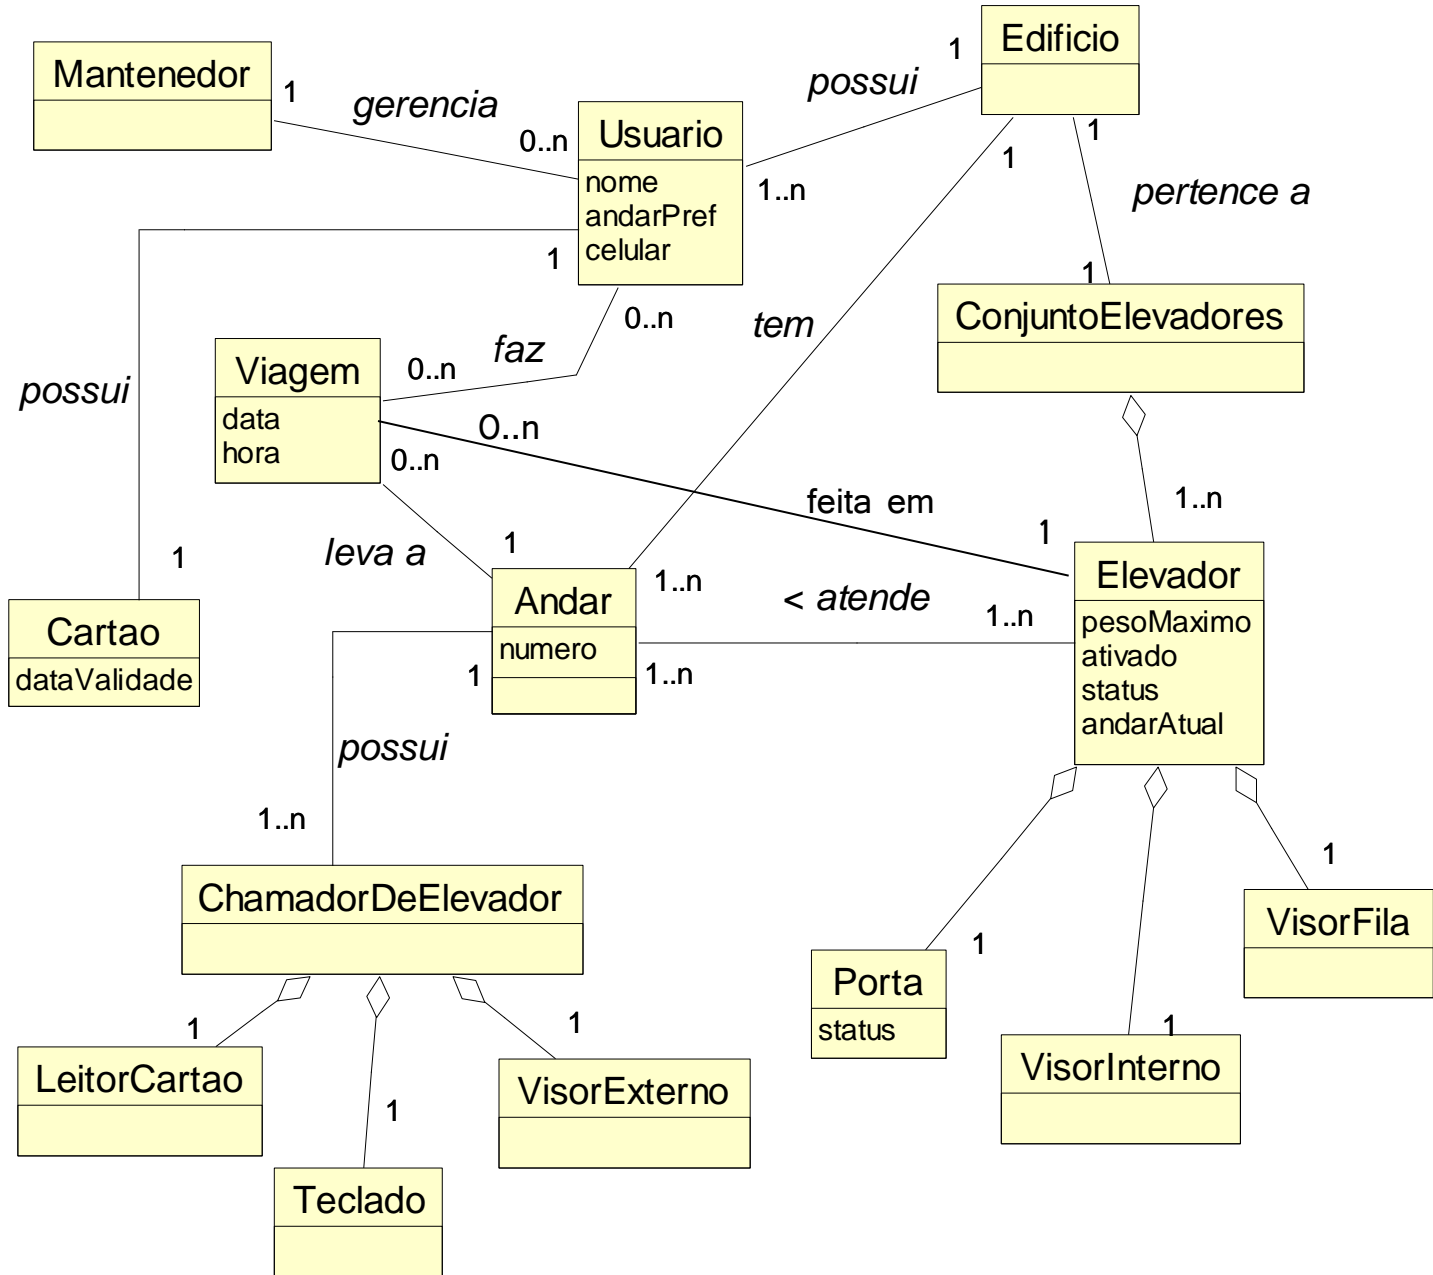 Edificio
1
possui
Mantenedor
1
gerencia
0..n
Usuario
nome
andarPref
celular
1..n
1
1
pertence a
1
1
ConjuntoElevadores
0..n
tem
faz
0..n
Viagem
data
hora
possui
0..n
0..n
feita em
1..n
1
leva a
1
1
Andar
numero
1..n
< atende
1..n
Elevador
pesoMaximo
ativado
status
andarAtual
Cartao
dataValidade
1
1..n
possui
1..n
ChamadorDeElevador
1
VisorFila
1
Porta
status
1
VisorInterno
1
LeitorCartao
1
VisorExterno
1
Teclado